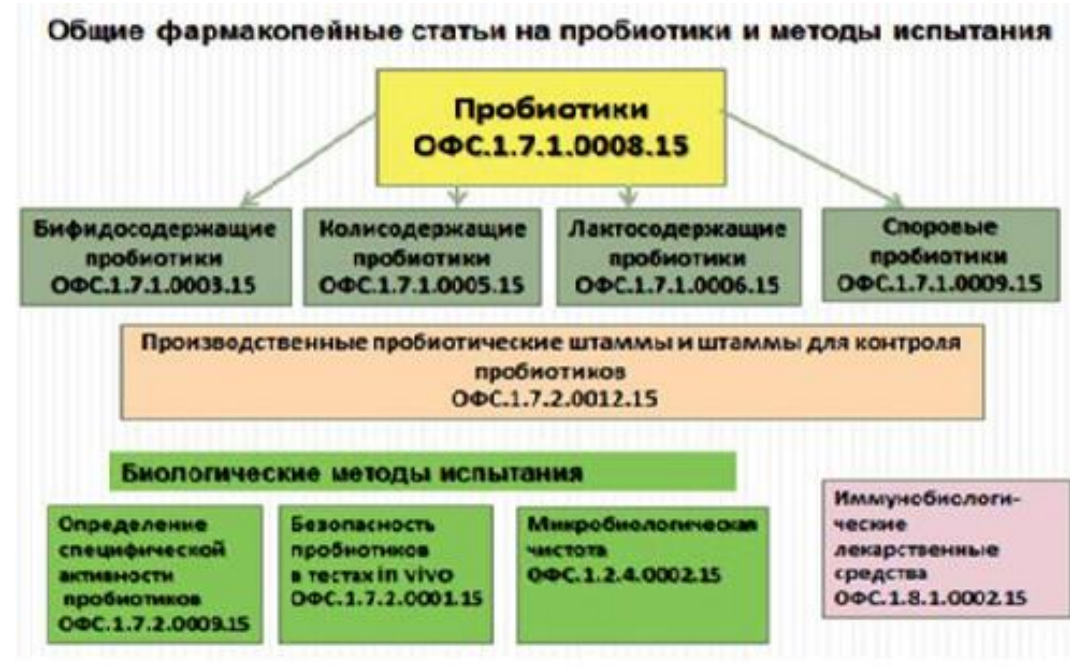 Общие фармакопейные статьи на пробиотики и методы испытания
Пробиотики
ОФС.1.7.1.0008.15
Бифидосодержащие
пробиотики
ОФС.1.7.1.0003.15
Колисодержащие
пробиотики
ОФС.1.7.1.0005.15
Лактосодержащие
пробиотики
ОФС.1.7.1.0006.15
Споровые
пробиотики
ОФС.1.7.1.0009.15
Производственные пробиотические штаммы и штаммы для контроля
пробиотиков
ОФС.1.7.2.0012.15
Биологические методы испытания
Определение
специфической
активности
пробиотиков
ОФС.1.7.2.0009.15
Безопасность
пробиотиков
в тестах in vivo
ОФС.1.7.2.0001.15
Микробиологическая
чистота
ОФС.1.2.4.0002.15
Иммунобиологи-
ческие
лекарственные
средства
ОФС.1.8.1.0002.15